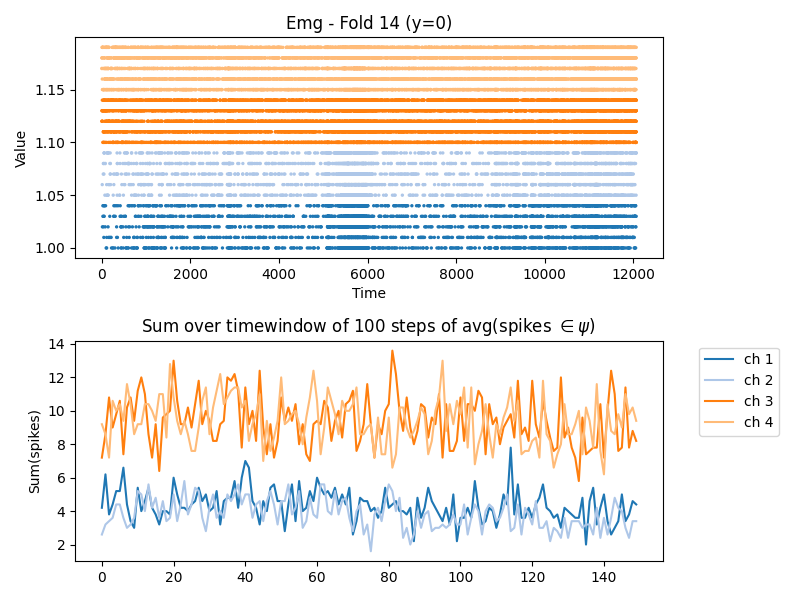 Emg - Fold 14 (y=0)
Value
1.15
1.10
1.05
1.00
0
2000
4000
6000
8000
10000
12000
Time
Sum over timewindow of 100 steps of avg(spikes ∈ψ)
Sum(spikes)
14
12
10
8
6
4
2
0
20
40
60
80
100
120
140
ch 1
ch 2
ch 3
ch 4